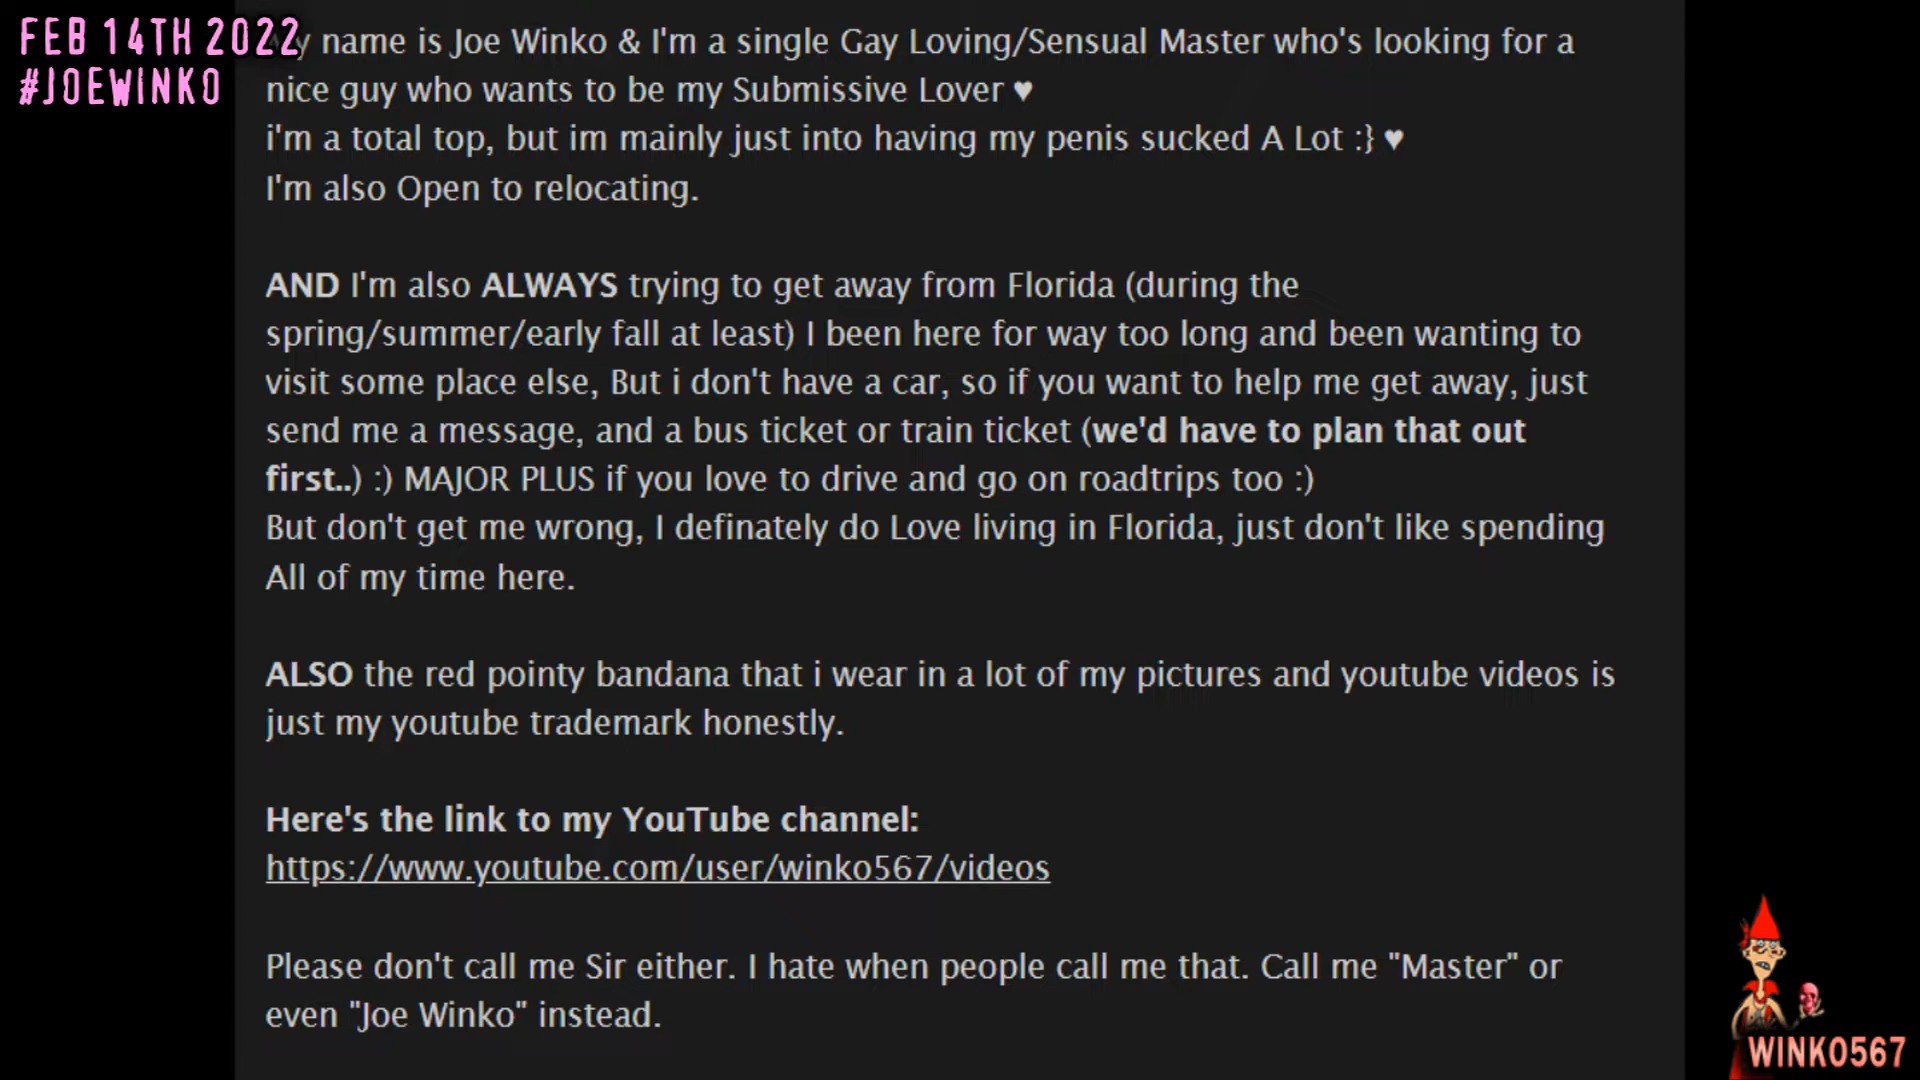 FEB 14TH 2022
#JOEWINKO
y name is Joe Winko & I'm a single Gay Loving/Sensual Master who's looking for a
nice guy who wants to be my Submissive Lover ♥
i'm a total top, but im mainly just into having my penis sucked A Lot :} ♥
I'm also Open to relocating.
AND I'm also ALWAYS trying to get away from Florida (during the
spring/summer/early fall at least) I been here for way too long and been wanting to
visit some place else, But i don't have a car, so if you want to help me get away, just
send me a message, and a bus ticket or train ticket (we'd have to plan that out
first..) :) MAJOR PLUS if you love to drive and go on roadtrips too :)
But don't get me wrong, I definately do Love living in Florida, just don't like spending
All of my time here.
ALSO the red pointy bandana that i wear in a lot of my pictures and youtube videos is
just my youtube trademark honestly.
Here's the link to my YouTube channel:
https://www.youtube.com/user/winko567/videos
Please don't call me Sir either. I hate when people call me that. Call me "Master" or
even "Joe Winko" instead.
WINKO567